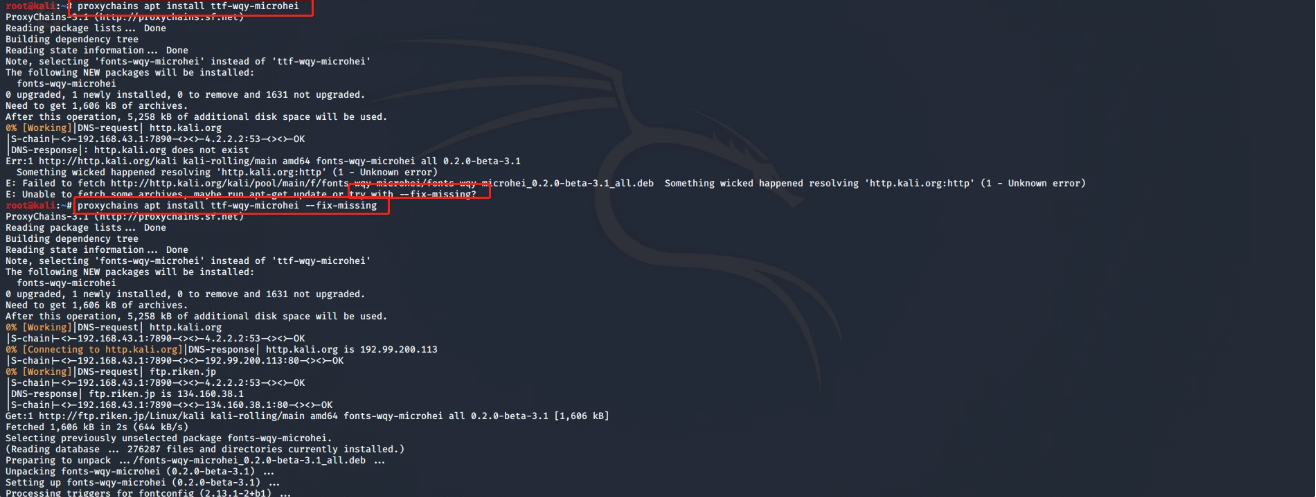 root@kali:~# proxychains apt install ttf-wqy-microhei
ProxyChains-3.1 (http://proxychains.sf.net)
Reading package lists... Done
Building dependency tree
Reading state information... Done
Note, selecting 'fonts-wqy-microhei' instead of 'ttf-wqy-microhei'
The following NEW packages will be installed:
  fonts-wqy-microhei
0 upgraded, 1 newly installed, 0 to remove and 1631 not upgraded.
Need to get 1,606 kB of archives.
After this operation, 5,258 kB of additional disk space will be used.
0% [Working]|DNS-request| http.kali.org
|S-chain|-<>-192.168.43.1:7890-<><>-4.2.2.2:53-<><>-OK
|DNS-response|: http.kali.org does not exist
Err:1 http://http.kali.org/kali kali-rolling/main amd64 fonts-wqy-microhei all 0.2.0-beta-3.1
  Something wicked happened resolving 'http.kali.org:http' (1 - Unknown error)
E: Failed to fetch http://http.kali.org/kali/pool/main/f/fonts-wqy-microhei/fonts-wqy-microhei_0.2.0-beta-3.1_all.deb  Something wicked happened resolving 'http.kali.org:http' (1 - Unknown error)
E: Unable to fetch some archives, maybe run apt-get update or try with --fix-missing?
root@kali:~# proxychains apt install ttf-wqy-microhei --fix-missing
ProxyChains-3.1 (http://proxychains.sf.net)
Reading package lists... Done
Building dependency tree
Reading state information... Done
Note, selecting 'fonts-wqy-microhei' instead of 'ttf-wqy-microhei'
The following NEW packages will be installed:
  fonts-wqy-microhei
0 upgraded, 1 newly installed, 0 to remove and 1631 not upgraded.
Need to get 1,606 kB of archives.
After this operation, 5,258 kB of additional disk space will be used.
0% [Working]|DNS-request| http.kali.org
|S-chain|-<>-192.168.43.1:7890-<><>-4.2.2.2:53-<><>-OK
0% [Connecting to http.kali.org]|DNS-response| http.kali.org is 192.99.200.113
|S-chain|-<>-192.168.43.1:7890-<><>-192.99.200.113:80-<><>-OK
0% [Working]|DNS-request| ftp.riken.jp
|S-chain|-<>-192.168.43.1:7890-<><>-4.2.2.2:53-<><>-OK
|DNS-response| ftp.riken.jp is 134.160.38.1
|S-chain|-<>-192.168.43.1:7890-<><>-134.160.38.1:80-<><>-OK
Get:1 http://ftp.riken.jp/Linux/kali kali-rolling/main amd64 fonts-wqy-microhei all 0.2.0-beta-3.1 [1,606 kB]
Fetched 1,606 kB in 2s (644 kB/s)
Selecting previously unselected package fonts-wqy-microhei.
(Reading database ... 276287 files and directories currently installed.)
Preparing to unpack .../fonts-wqy-microhei_0.2.0-beta-3.1_all.deb ...
Unpacking fonts-wqy-microhei (0.2.0-beta-3.1) ...
Setting up fonts-wqy-microhei (0.2.0-beta-3.1) ...
Processing triggers for fontconfig (2.13.1-2+b1) ...